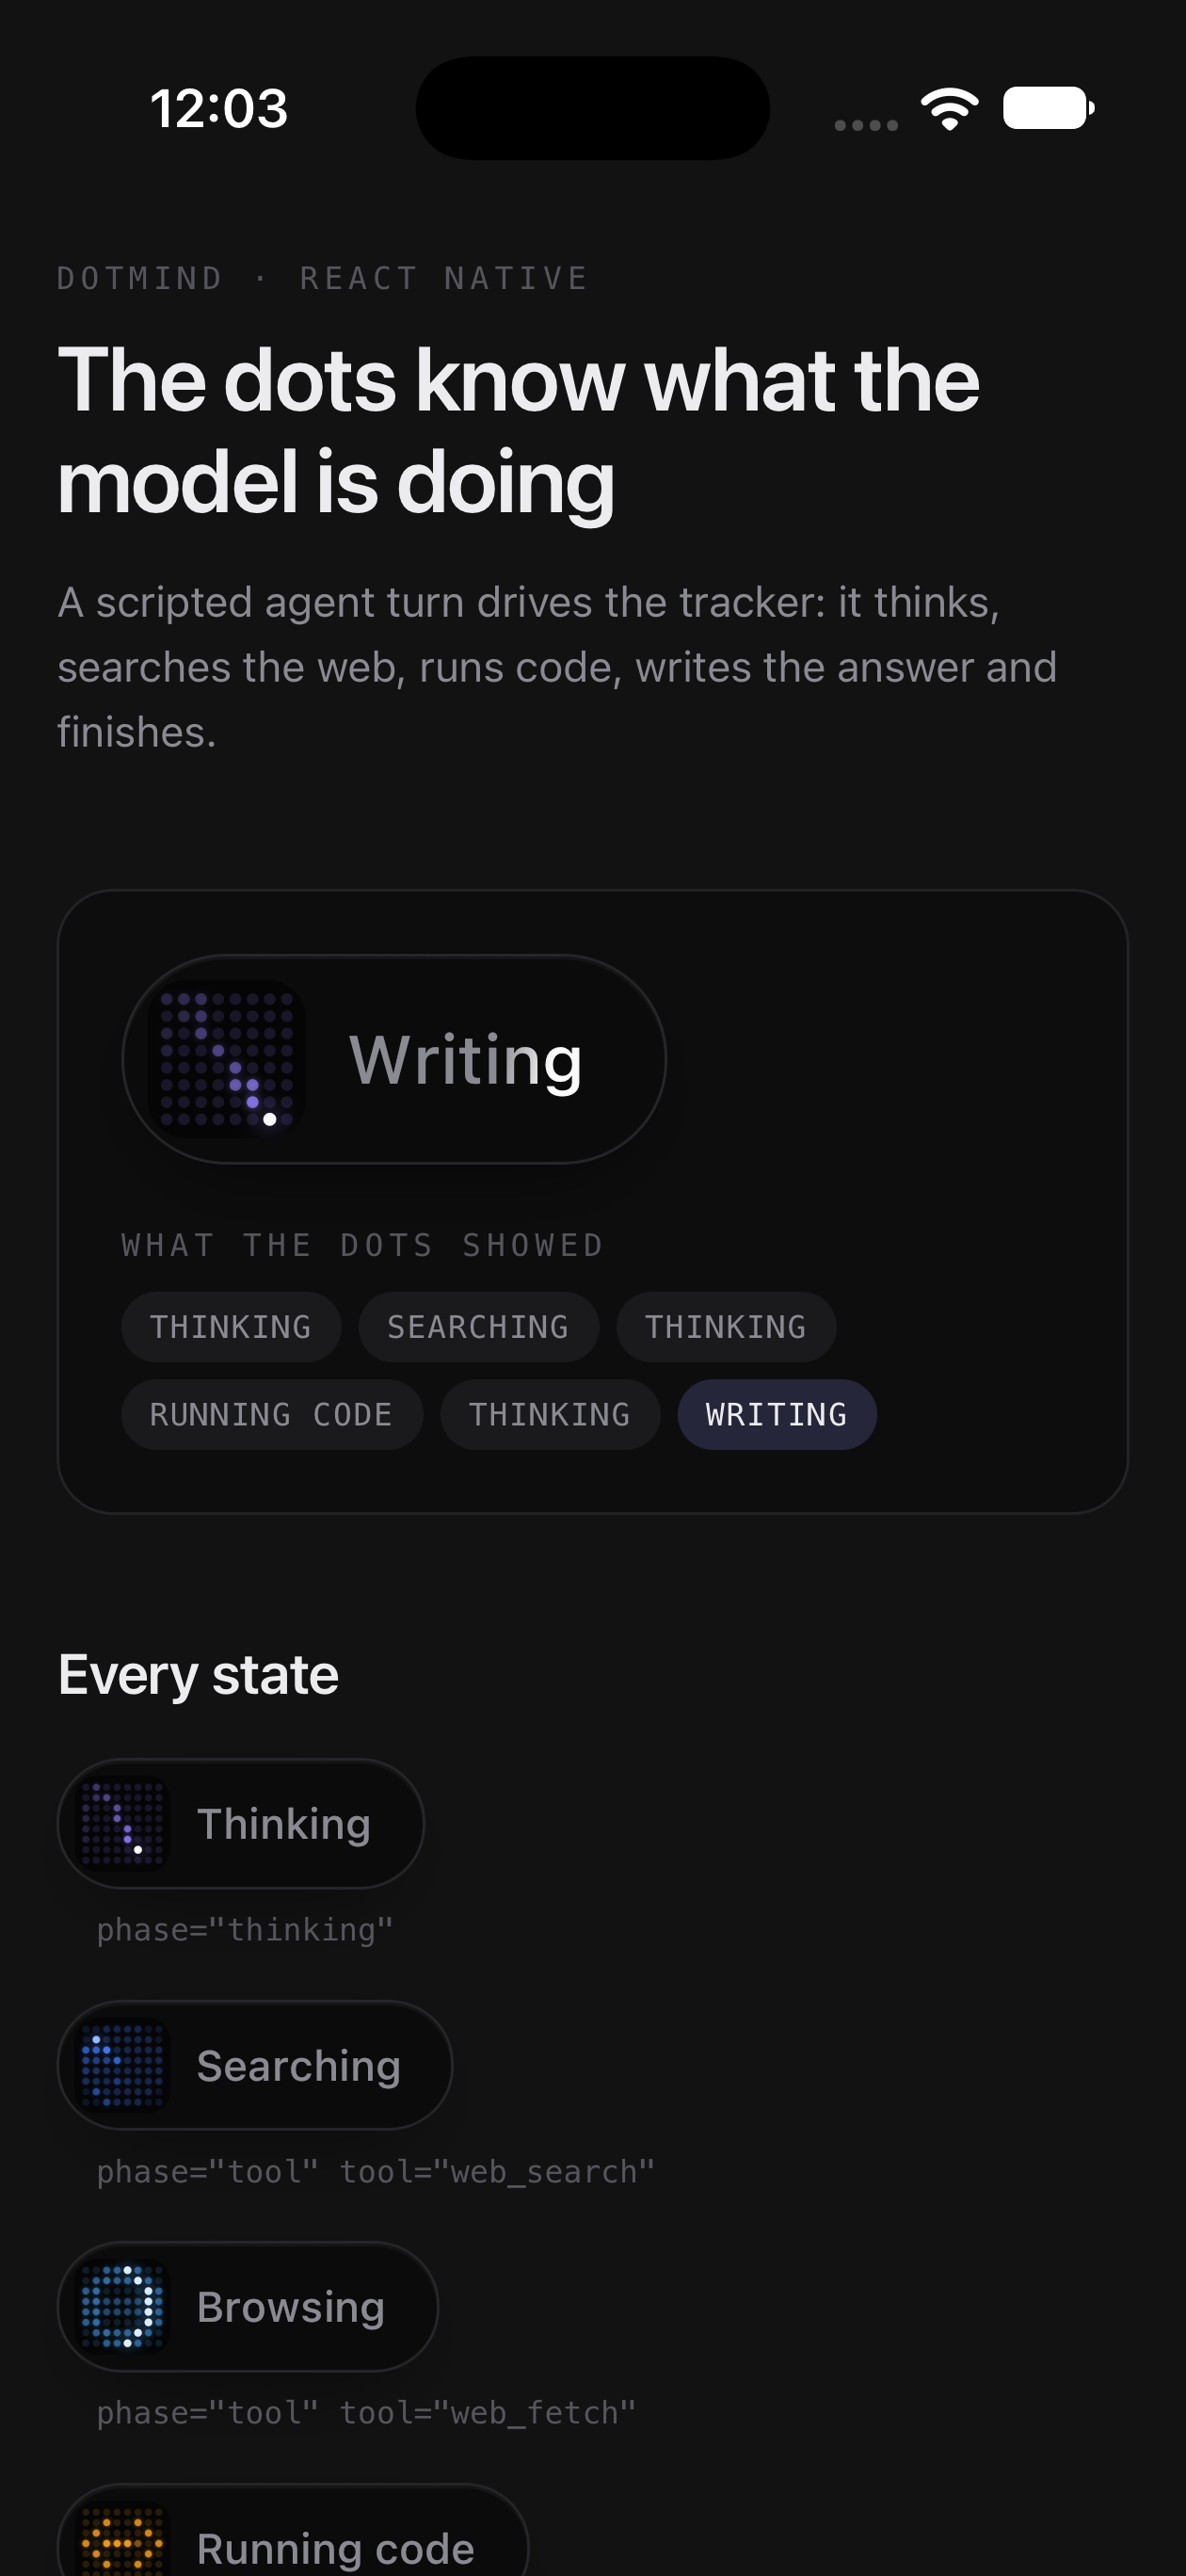 12:03
DOTMIND · REACT NATIVE
The dots know what the
model is doing
A scripted agent turn drives the tracker: it thinks,
searches the web, runs code, writes the answer and
finishes.
Writing
WHAT THE DOTS SHOWED
THINKING SEARCHING THINKING
RUNNING CODE THINKING WRITING
Every state
Thinking
phase="thinking"
Searching
phase="tool" tool="web_search"
Browsing
phase="tool" tool="web_fetch"
Running code